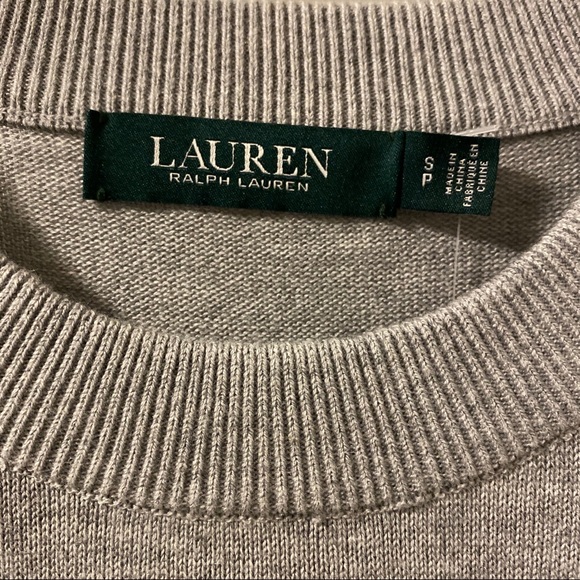 LAUREN
RALPH LAUREN
S
P
MADE IN
CHINA
FABRIQUÉ EN
CHINE